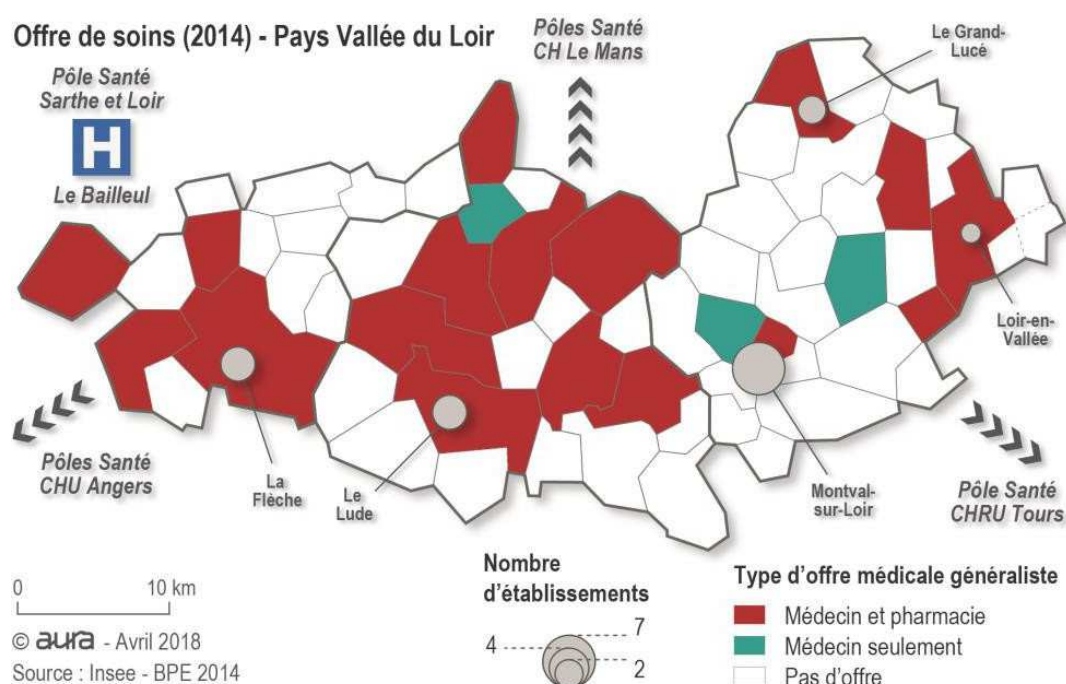 Offre de soins (2014) - Pays Vallée du Loir
Pôle Santé
Sarthe et Loir
H
Le Bailleul
Pôles Santé
CH Le Mans
Le Grand-
Lucé
Loir-en-
Vallée
Pôles Santé
CHU Angers
La
Flèche
Le
Lude
Montval-
sur-Loir
Pôle Santé
CHRU Tours
0 10 km
© aura - Avril 2018
Source : Insee - BPE 2014
Nombre
d'établissements
7
4
2
Type d'offre médicale généraliste
Médecin et pharmacie
Médecin seulement
Pas d'offre